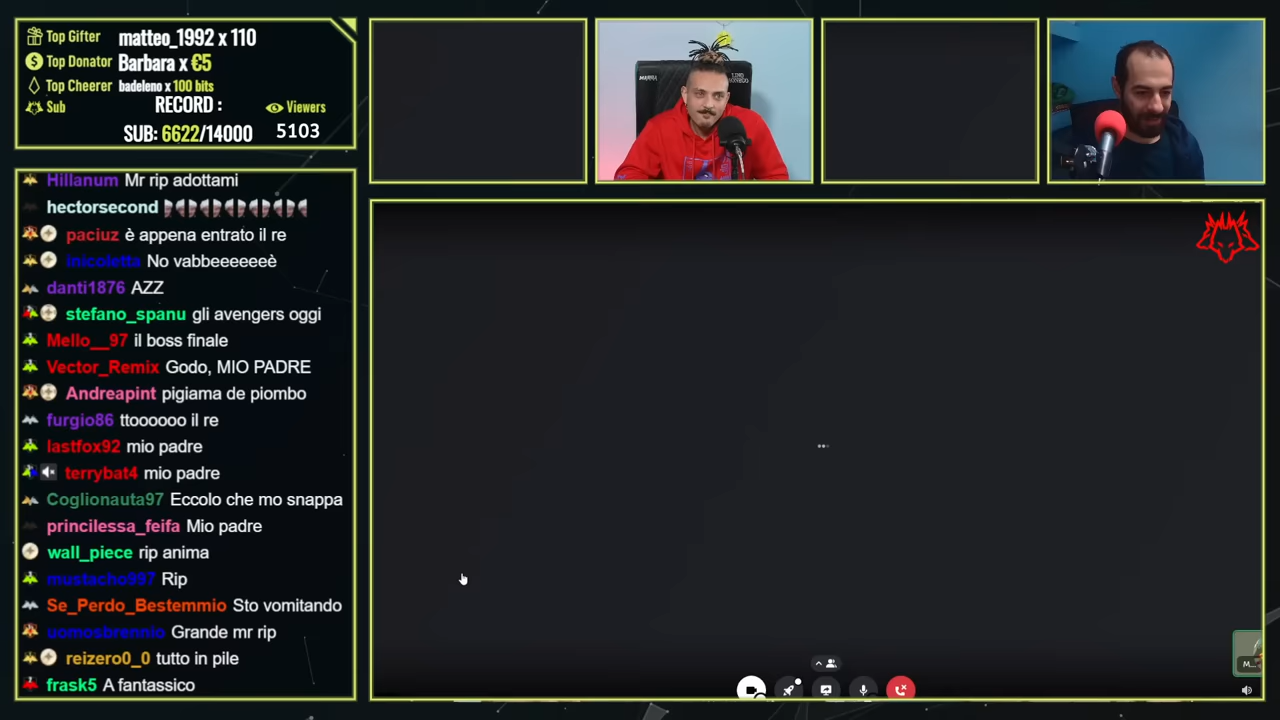 Top Gifter matteo_1992 x 110
Top Donator Barbara x €5
Top Cheerer badeleno x 100 bits
Sub RECORD : Viewers
SUB: 6622/14000 5103
Hillanum Mr rip adottami
hectorsecond
paciuz è appena entrato il re
inicoletta No vabbeeeeeeè
danti1876 AZZ
stefano_spanu gli avengers oggi
Mello__97 il boss finale
Vector_Remix Godo, MIO PADRE
Andreapint pigiama de piombo
furgio86 ttoooooo il re
lastfox92 mio padre
terrybat4 mio padre
Coglionauta97 Eccolo che mo snappa
princilessa_feifa Mio padre
wall_piece rip anima
mustacho997 Rip
Se_Perdo_Bestemmio Sto vomitando
uomosbrennio Grande mr rip
reizero0_0 tutto in pile
frask5 A fantassico
M...